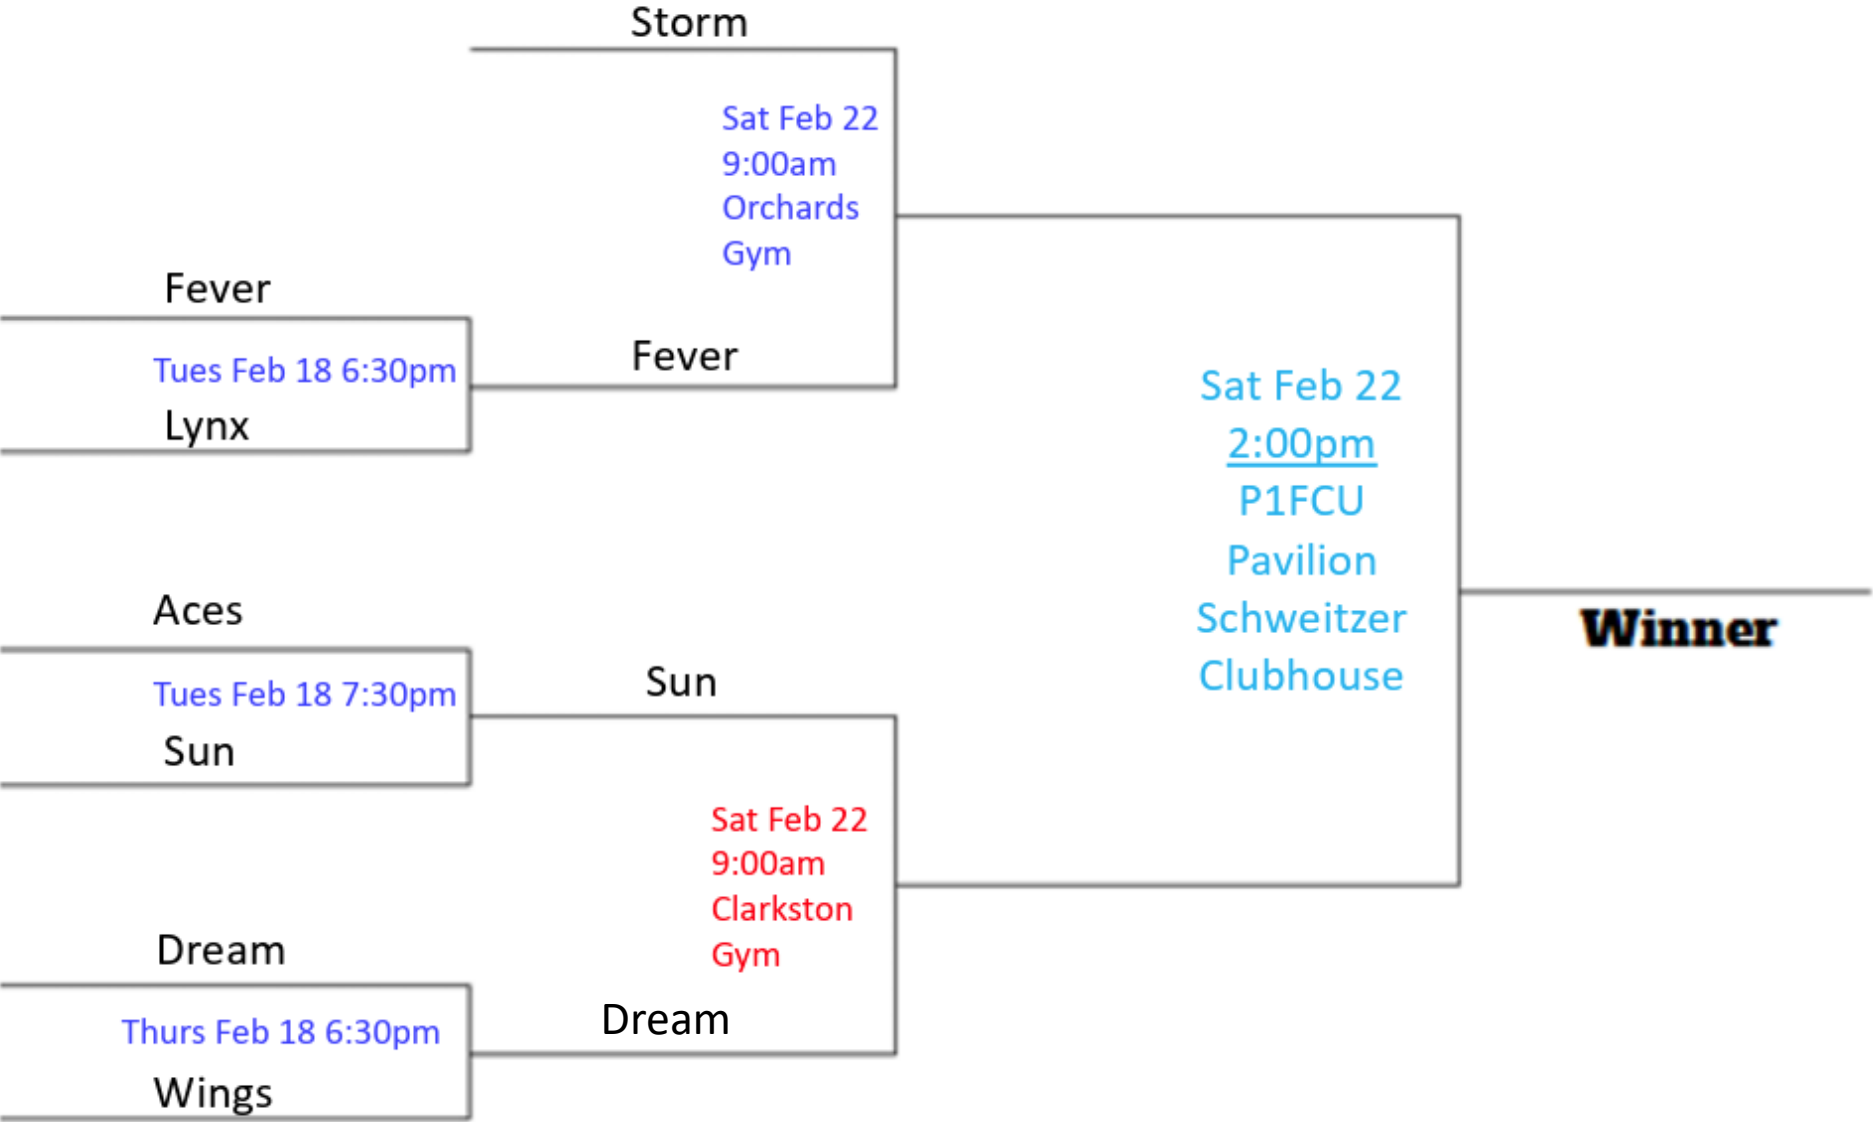 Storm
Sat Feb 22
9:00am
Orchards
Gym
Fever
Fever
Tues Feb 18 6:30pm
Lynx
Sat Feb 22
2:00pm
P1FCU
Pavilion
Schweitzer
Clubhouse
Winner
Aces
Tues Feb 18 7:30pm
Sun
Sun
Sat Feb 22
9:00am
Clarkston
Gym
Dream
Dream
Thurs Feb 18 6:30pm
Wings